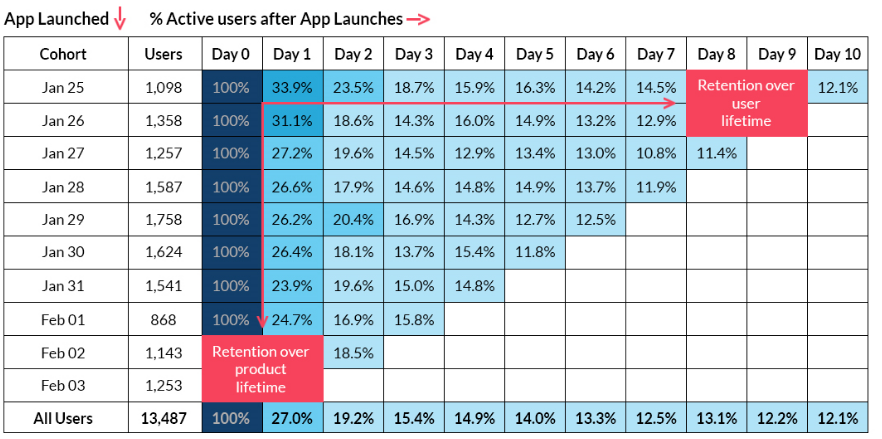 App Launched % Active users after App Launches
Cohort Users Day 0 Day 1 Day 2 Day 3 Day 4 Day 5 Day 6 Day 7 Day 8 Day 9 Day 10
Jan 25 1,098 100% 33.9% 23.5% 18.7% 15.9% 16.3% 14.2% 14.5% 12.1%
Retention over
user
lifetime
Jan 26 1,358 100% 31.1% 18.6% 14.3% 16.0% 14.9% 13.2% 12.9%
Jan 27 1,257 100% 27.2% 19.6% 14.5% 12.9% 13.4% 13.0% 10.8% 11.4%
Jan 28 1,587 100% 26.6% 17.9% 14.6% 14.8% 14.9% 13.7% 11.9%
Jan 29 1,758 100% 26.2% 20.4% 16.9% 14.3% 12.7% 12.5%
Jan 30 1,624 100% 26.4% 18.1% 13.7% 15.4% 11.8%
Jan 31 1,541 100% 23.9% 19.6% 15.0% 14.8%
Feb 01 868 100% 24.7% 16.9% 15.8%
Feb 02 1,143 18.5%
Retention over
product
lifetime
Feb 03 1,253
All Users 13,487 100% 27.0% 19.2% 15.4% 14.9% 14.0% 13.3% 12.5% 13.1% 12.2% 12.1%